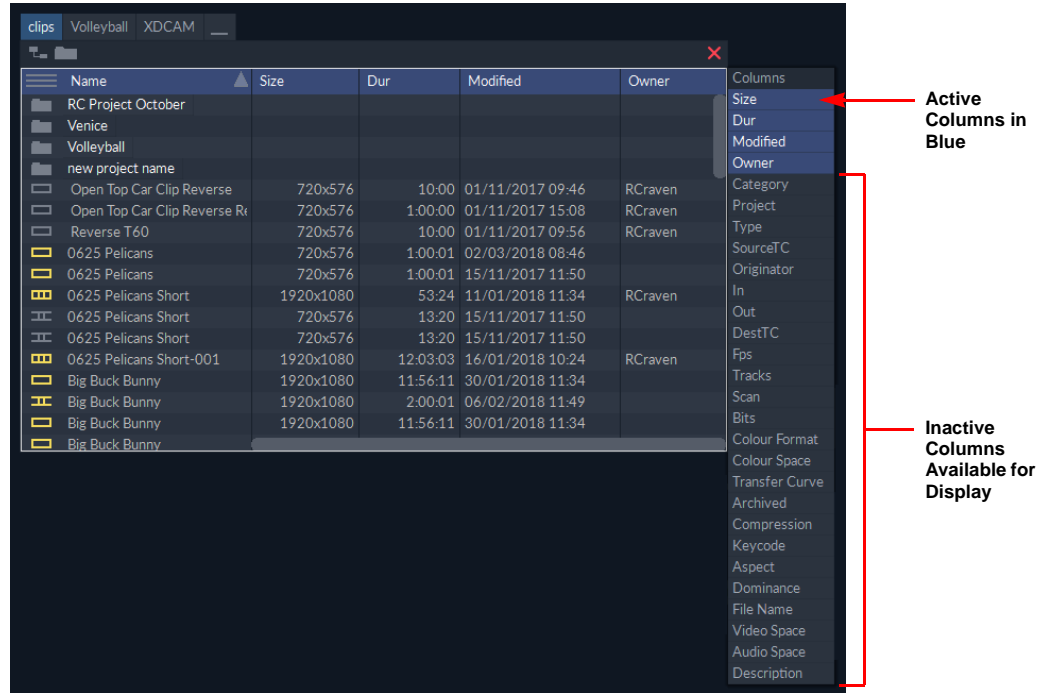 clips Volleyball XDCAM __
Name Size Dur Modified Owner
RC Project October
Venice
Volleyball
new project name
Open Top Car Clip Reverse 720x576 10:00 01/11/2017 09:46 RCraven
Open Top Car Clip Reverse Re 720x576 1:00:00 01/11/2017 15:08 RCraven
Reverse T60 720x576 10:00 01/11/2017 09:56 RCraven
0625 Pelicans 720x576 1:00:01 02/03/2018 08:46
0625 Pelicans 720x576 1:00:01 15/11/2017 11:50
0625 Pelicans Short 1920x1080 53:24 11/01/2018 11:34 RCraven
0625 Pelicans Short 720x576 13:20 15/11/2017 11:50
0625 Pelicans Short 720x576 13:20 15/11/2017 11:50
0625 Pelicans Short-001 1920x1080 12:03:03 16/01/2018 10:24 RCraven
Big Buck Bunny 1920x1080 11:56:11 30/01/2018 11:34
Big Buck Bunny 1920x1080 2:00:01 06/02/2018 11:49
Big Buck Bunny 1920x1080 11:56:11 30/01/2018 11:34
Big Buck Bunny
Columns
Size
Dur
Modified
Owner
Category
Project
Type
SourceTC
Originator
In
Out
DestTC
Fps
Tracks
Scan
Bits
Colour Format
Colour Space
Transfer Curve
Archived
Compression
Keycode
Aspect
Dominance
File Name
Video Space
Audio Space
Description
Active
Columns in
Blue
Inactive
Columns
Available for
Display